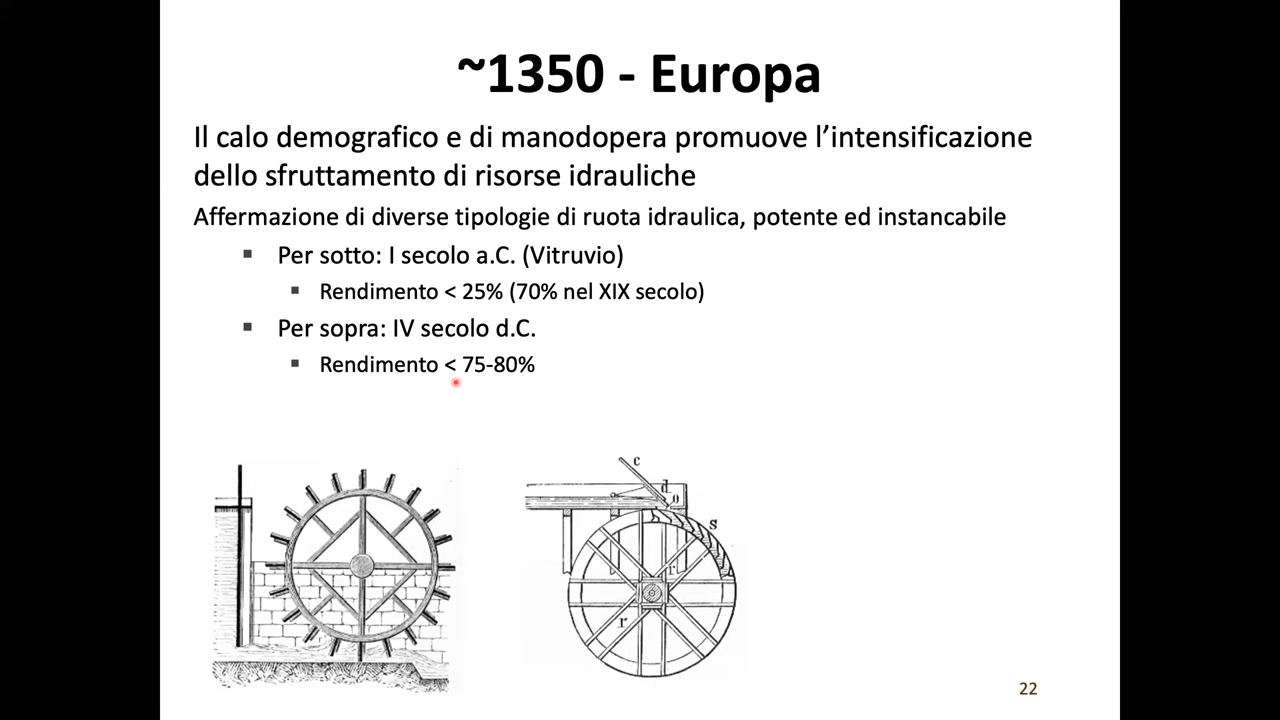 ~1350 - Europa
Il calo demografico e di manodopera promuove l’intensificazione
dello sfruttamento di risorse idrauliche
Affermazione di diverse tipologie di ruota idraulica, potente ed instancabile
▪ Per sotto: I secolo a.C. (Vitruvio)
▪ Rendimento < 25% (70% nel XIX secolo)
▪ Per sopra: IV secolo d.C.
▪ Rendimento < 75-80%
c
d
o
s
r
r
22